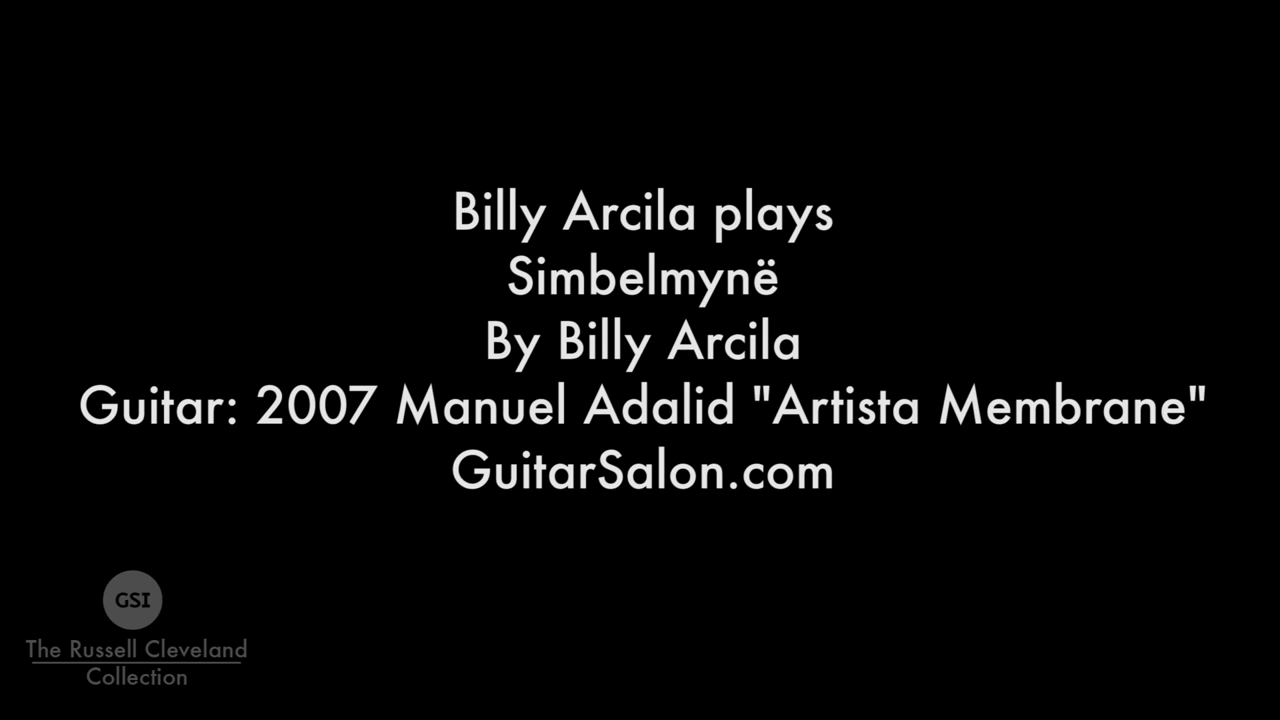 Billy Arcila plays
Simbelmynë
By Billy Arcila
Guitar: 2007 Manuel Adalid "Artista Membrane"
GuitarSalon.com
GSI
The Russell Cleveland
Collection